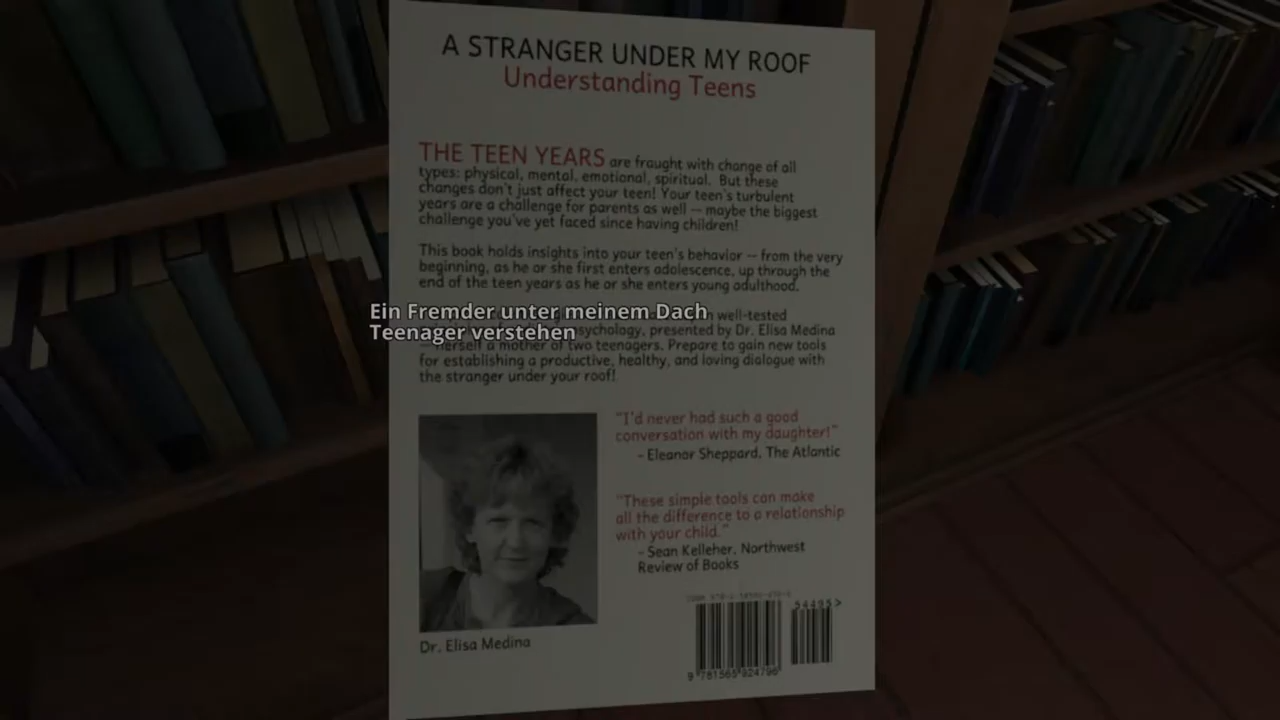 A STRANGER UNDER MY ROOF
Understanding Teens
THE TEEN YEARS are fraught with change of all
types: physical, mental, emotional, spiritual. But these
changes don't just affect your teen! Your teen's turbulent
years are a challenge for parents as well — maybe the biggest
challenge you've yet faced since having children!
This book holds insights into your teen's behavior — from the very
beginning, as he or she first enters adolescence, up through the
end of the teen years as he or she enters young adulthood.
Ein Fremder unter meinem Dach
well-tested
Teenager verstehen
psychology, presented by Dr. Elisa Medina
— herself a mother of two teenagers. Prepare to gain new tools
for establishing a productive, healthy, and loving dialogue with
the stranger under your roof!
"I'd never had such a good
conversation with my daughter!"
- Eleanor Sheppard, The Atlantic
"These simple tools can make
all the difference to a relationship
with your child."
- Sean Kelleher, Northwest
Review of Books
Dr. Elisa Medina
54495>
9 781565 924796